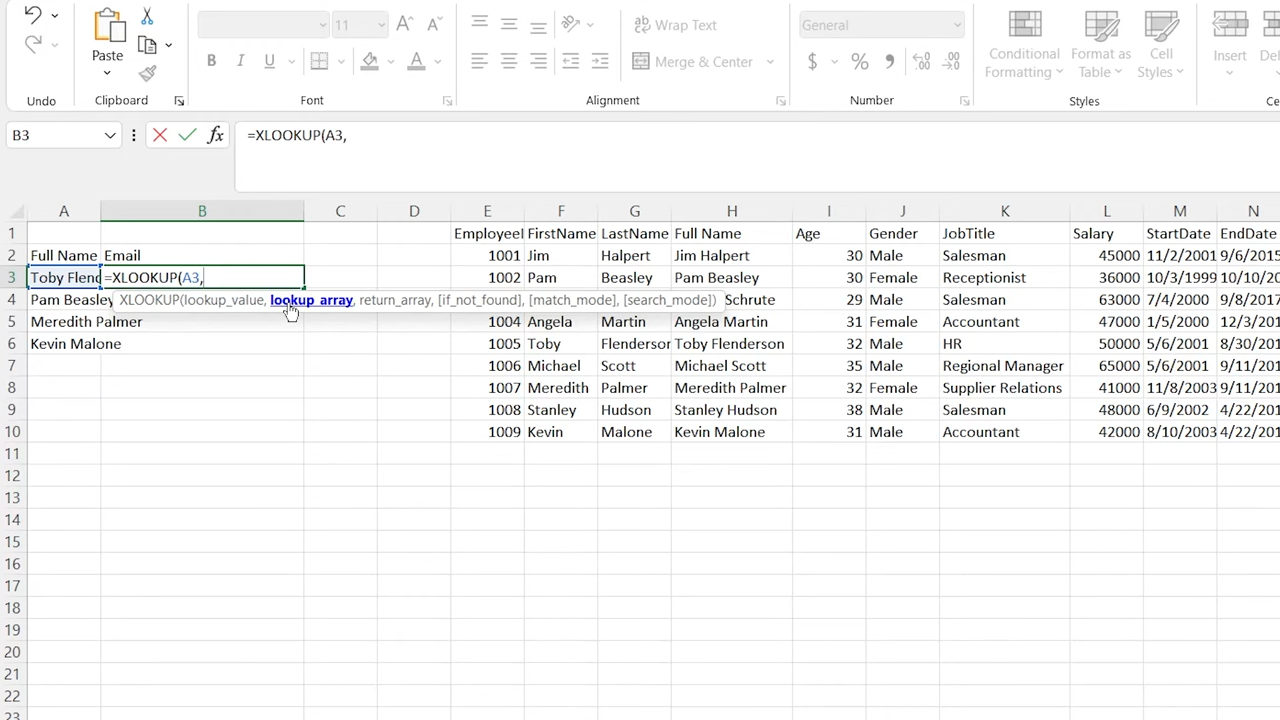 11
Wrap Text
General
Paste
Merge & Center
$ % ,
B I U
Conditional Formatting
Format as Table
Cell Styles
Insert
Undo
Clipboard
Font
Alignment
Number
Styles
B3
fx
=XLOOKUP(A3,
A B C D E F G H I J K L M N
1 EmployeeI FirstName LastName Full Name Age Gender JobTitle Salary StartDate EndDate
2 Full Name Email 1001 Jim Halpert Jim Halpert 30 Male Salesman 45000 11/2/2001 9/6/2015
3 Toby Flend =XLOOKUP(A3, 1002 Pam Beasley Pam Beasley 30 Female Receptionist 36000 10/3/1999 10/10/20
XLOOKUP(lookup_value, lookup_array, return_array, [if_not_found], [match_mode], [search_mode])
4 Pam Beasley Schrute 29 Male Salesman 63000 7/4/2000 9/8/2017
5 Meredith Palmer 1004 Angela Martin Angela Martin 31 Female Accountant 47000 1/5/2000 12/3/201
6 Kevin Malone 1005 Toby Flenderson Toby Flenderson 32 Male HR 50000 5/6/2001 8/30/201
7 1006 Michael Scott Michael Scott 35 Male Regional Manager 65000 5/6/2001 9/11/201
8 1007 Meredith Palmer Meredith Palmer 32 Female Supplier Relations 41000 11/8/2003 9/11/201
9 1008 Stanley Hudson Stanley Hudson 38 Male Salesman 48000 6/9/2002 4/22/201
10 1009 Kevin Malone Kevin Malone 31 Male Accountant 42000 8/10/2003 4/22/201
11
12
13
14
15
16
17
18
19
20
21
22
23